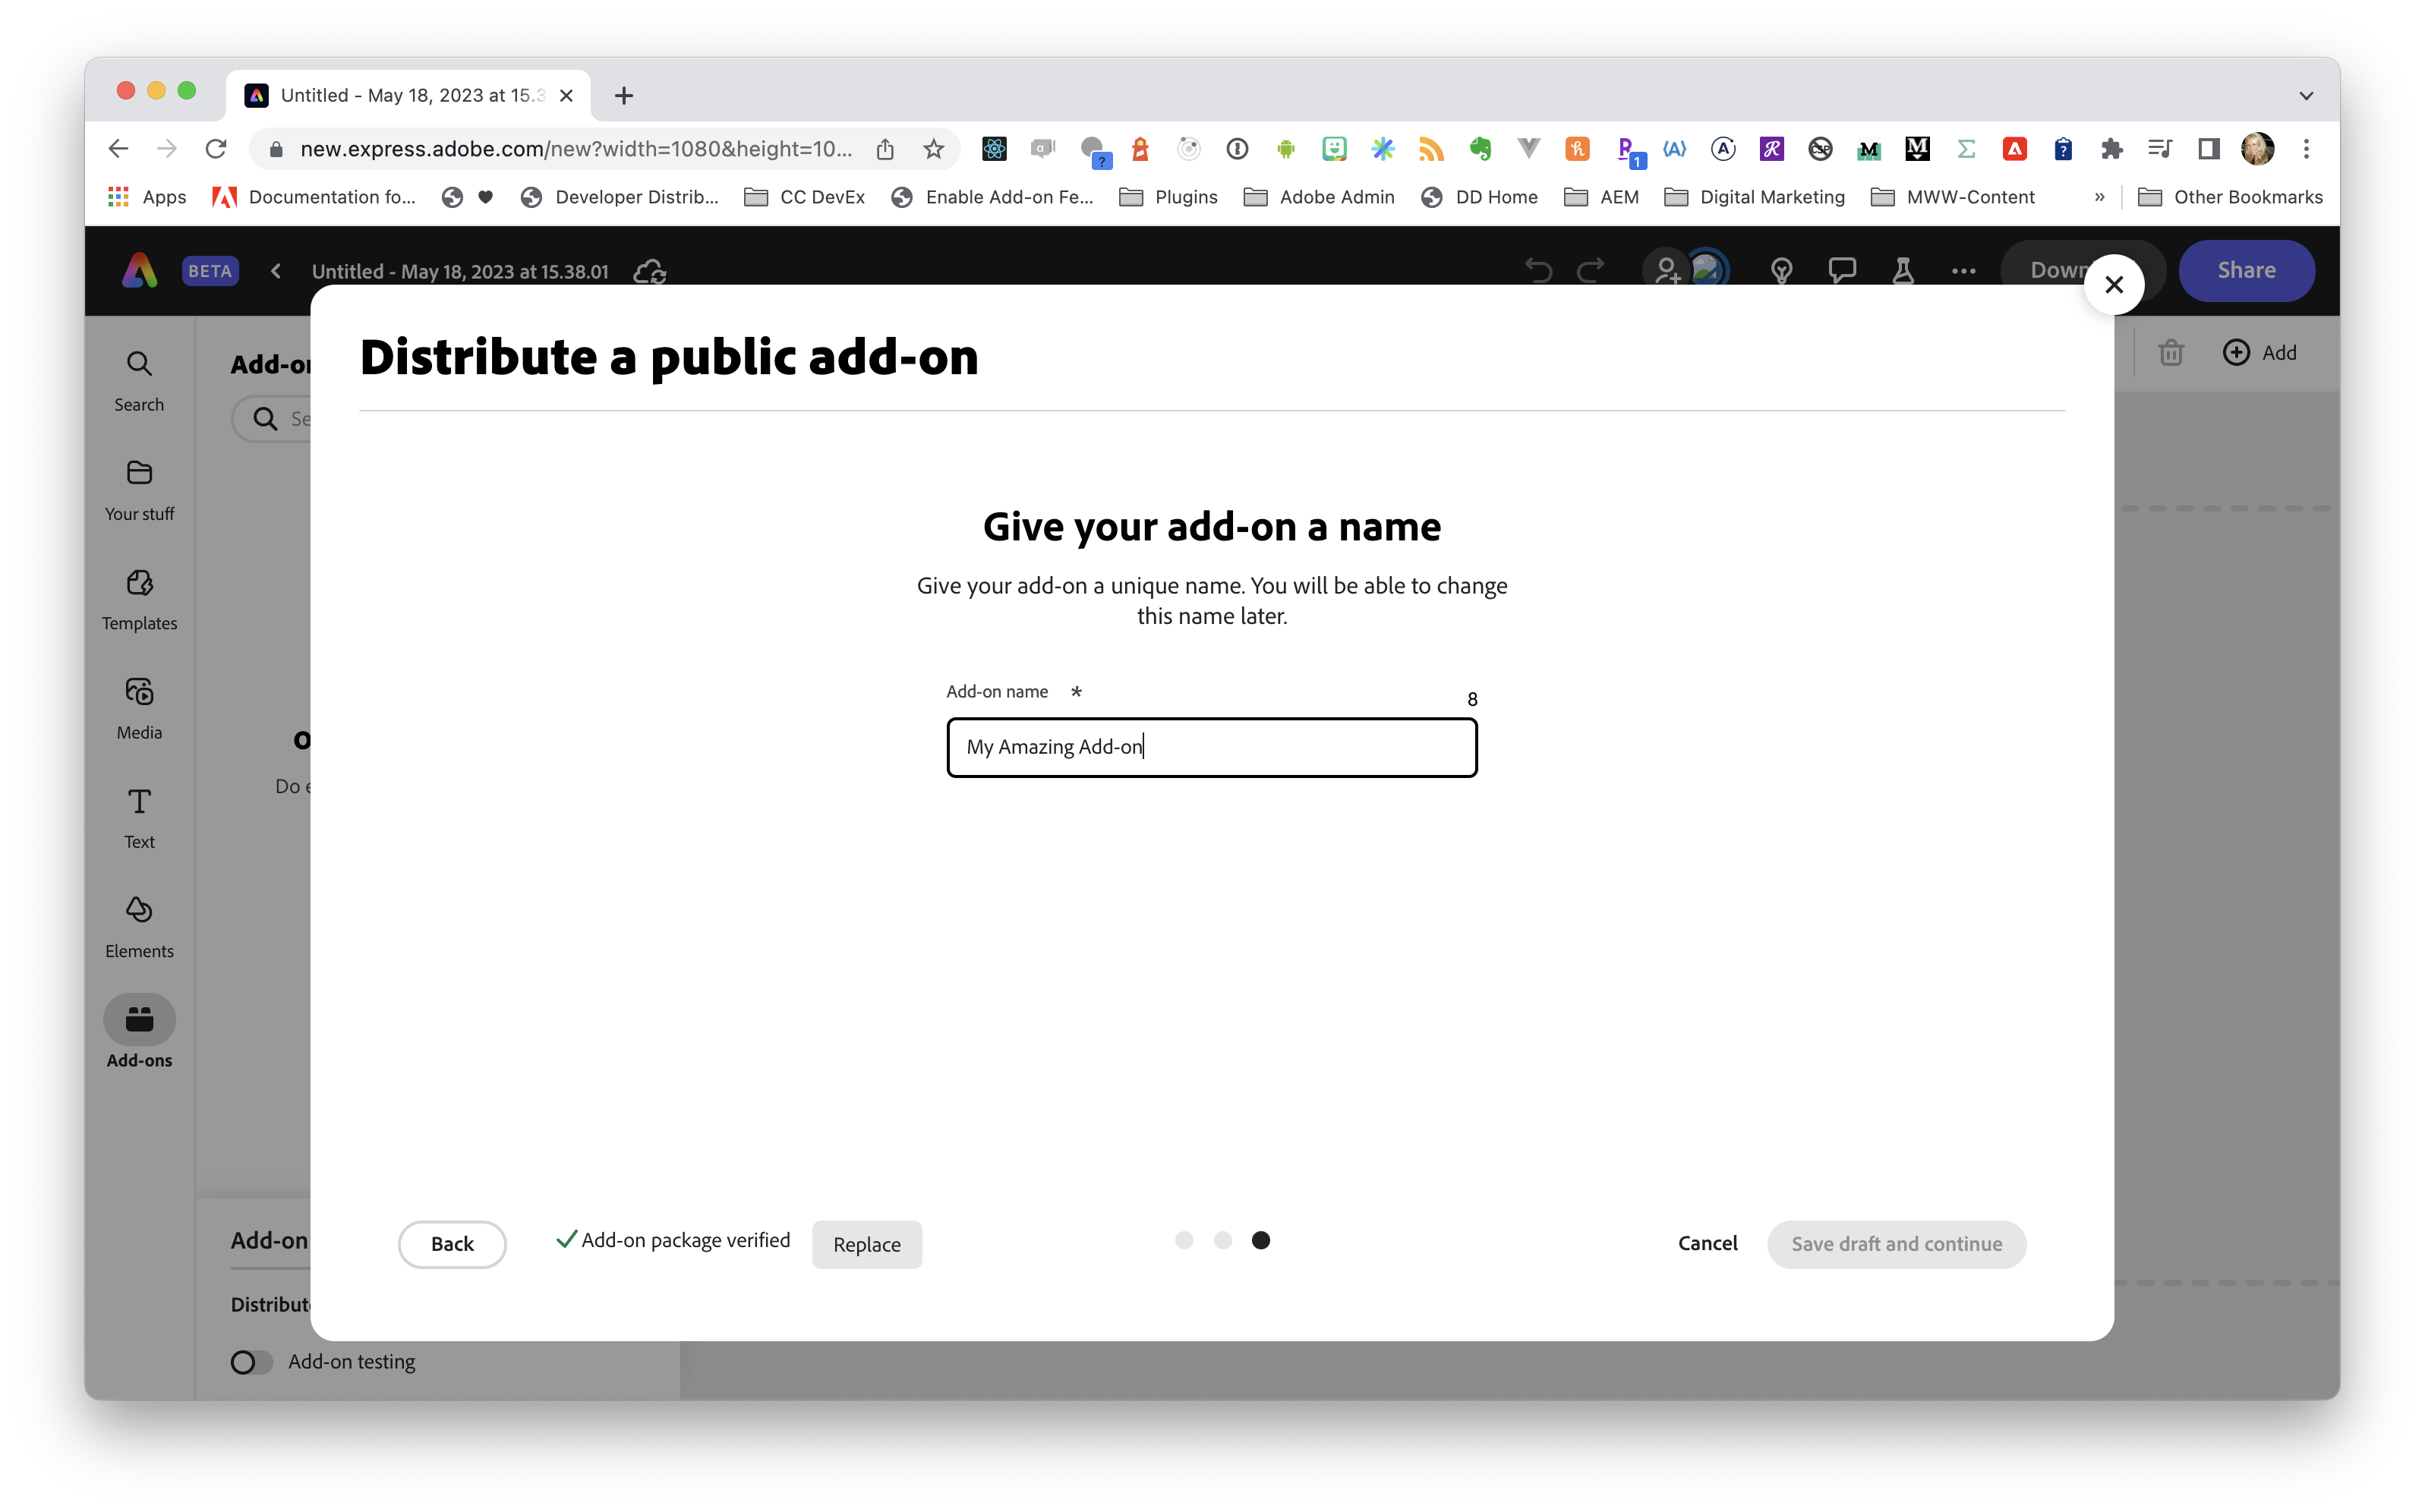 Untitled - May 18, 2023 at 15.3
new.express.adobe.com/new?width=1080&height=10...
Apps
Documentation fo...
Developer Distrib...
CC DevEx
Enable Add-on Fe...
Plugins
Adobe Admin
DD Home
AEM
Digital Marketing
MWW-Content
»
Other Bookmarks
BETA
Untitled - May 18, 2023 at 15.38.01
Down
Share
Add
Search
Your stuff
Templates
Media
Text
Elements
Add-ons
Add-on
Se
Do e
Distribute a public add-on
Give your add-on a name
Give your add-on a unique name. You will be able to change
this name later.
Add-on name *
8
My Amazing Add-on
Back
Add-on package verified
Replace
Cancel
Save draft and continue
Add-on
Distribut
Add-on testing